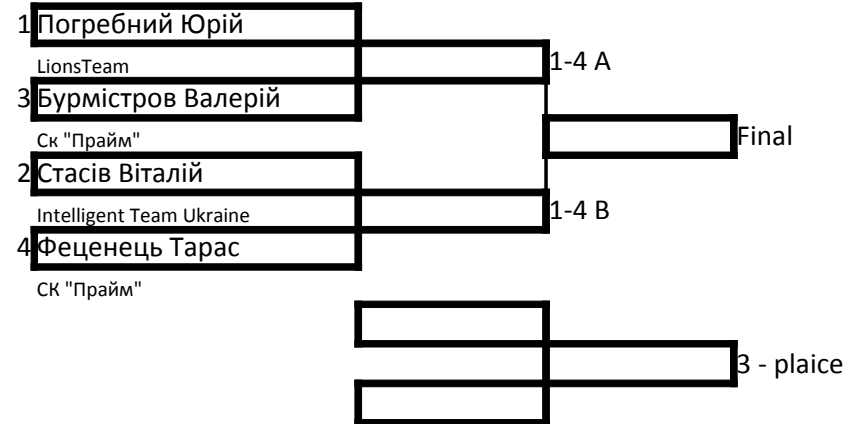 1 Погребний Юрій
LionsTeam
1-4 A
3 Бурмістров Валерій
Ск "Прайм"
Final
2 Стасів Віталій
Intelligent Team Ukraine
1-4 B
4 Феценець Тарас
СК "Прайм"
3 - plaice